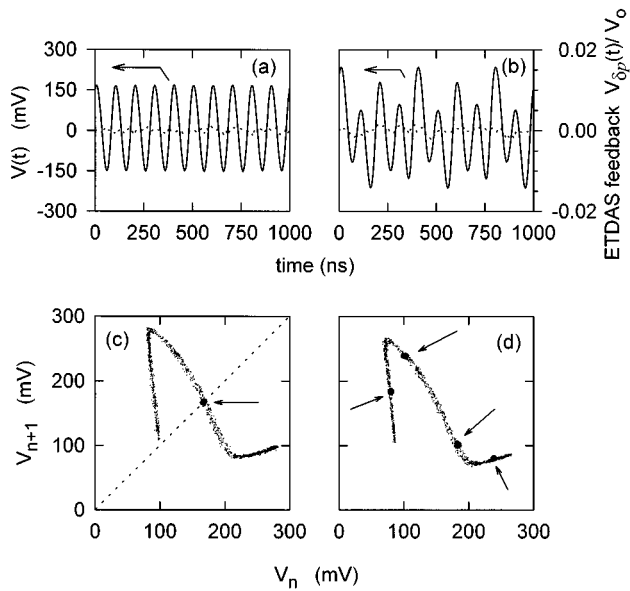 300
150
0
-150
-300
V(t) (mV)
(a)
(b)
0.02
0.01
0.00
-0.02
ETDAS feedback V_δp(t)/ V_o
0 250 500 750 1000
0 250 500 750 1000
time (ns)
300
200
100
0
V_n+1 (mV)
(c)
(d)
0 100 200 300
0 100 200 300
V_n (mV)